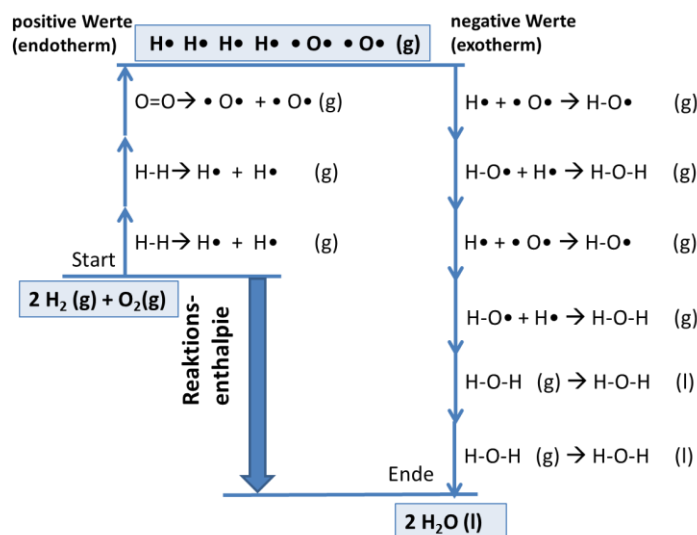 positive Werte
(endotherm)
H● H● H● H● ● O● ● O● (g)
negative Werte
(exotherm)
O=O→ ● O● + ● O● (g)
H-H→ H● + H● (g)
H-H→ H● + H● (g)
Start
2 H₂ (g) + O₂(g)
Reaktions-
enthalpie
H● + ● O● → H-O● (g)
H-O● + H● → H-O-H (g)
H● + ● O● → H-O● (g)
H-O● + H● → H-O-H (g)
H-O-H (g) → H-O-H (l)
H-O-H (g) → H-O-H (l)
Ende
2 H₂O (l)